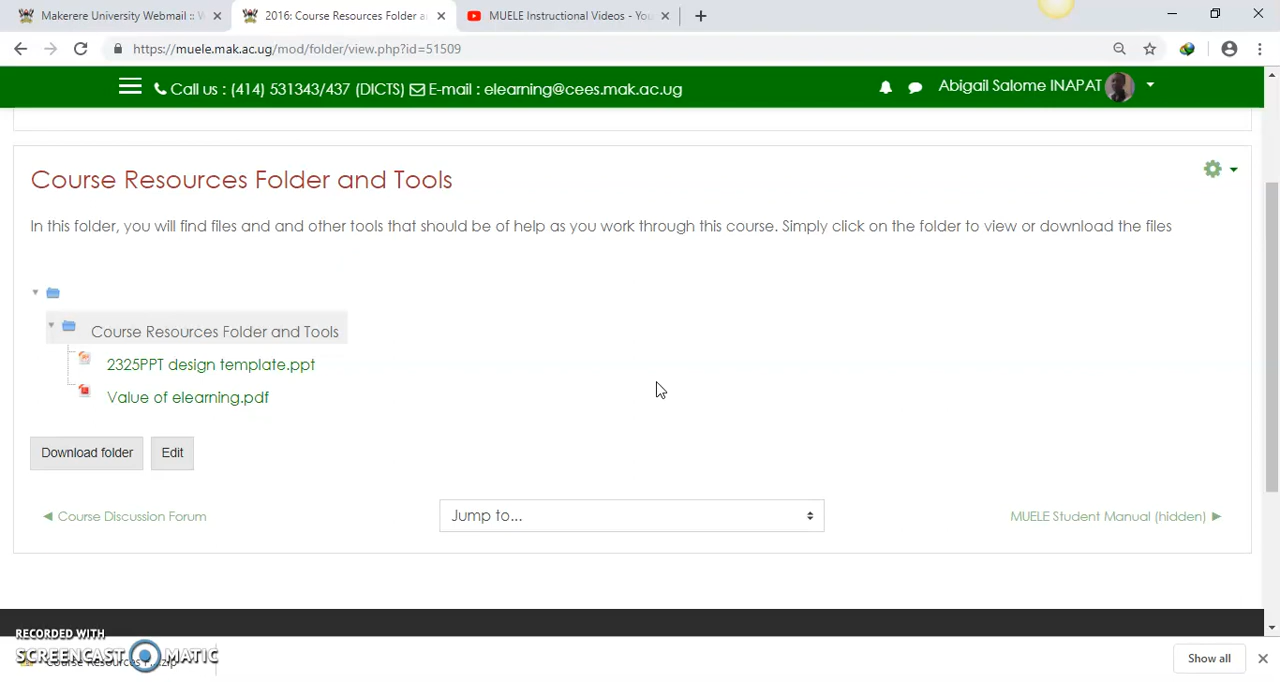 Makerere University Webmail ::
2016: Course Resources Folder a
MUELE Instructional Videos - You
https://muele.mak.ac.ug/mod/folder/view.php?id=51509
Call us : (414) 531343/437 (DICTS) E-mail : elearning@cees.mak.ac.ug
Abigail Salome INAPAT
Course Resources Folder and Tools
In this folder, you will find files and and other tools that should be of help as you work through this course. Simply click on the folder to view or download the files
Course Resources Folder and Tools
2325PPT design template.ppt
Value of elearning.pdf
Download folder
Edit
◄ Course Discussion Forum
Jump to...
MUELE Student Manual (hidden) ►
RECORDED WITH
SCREENCAST MATIC
Course Resources F....zip
Show all